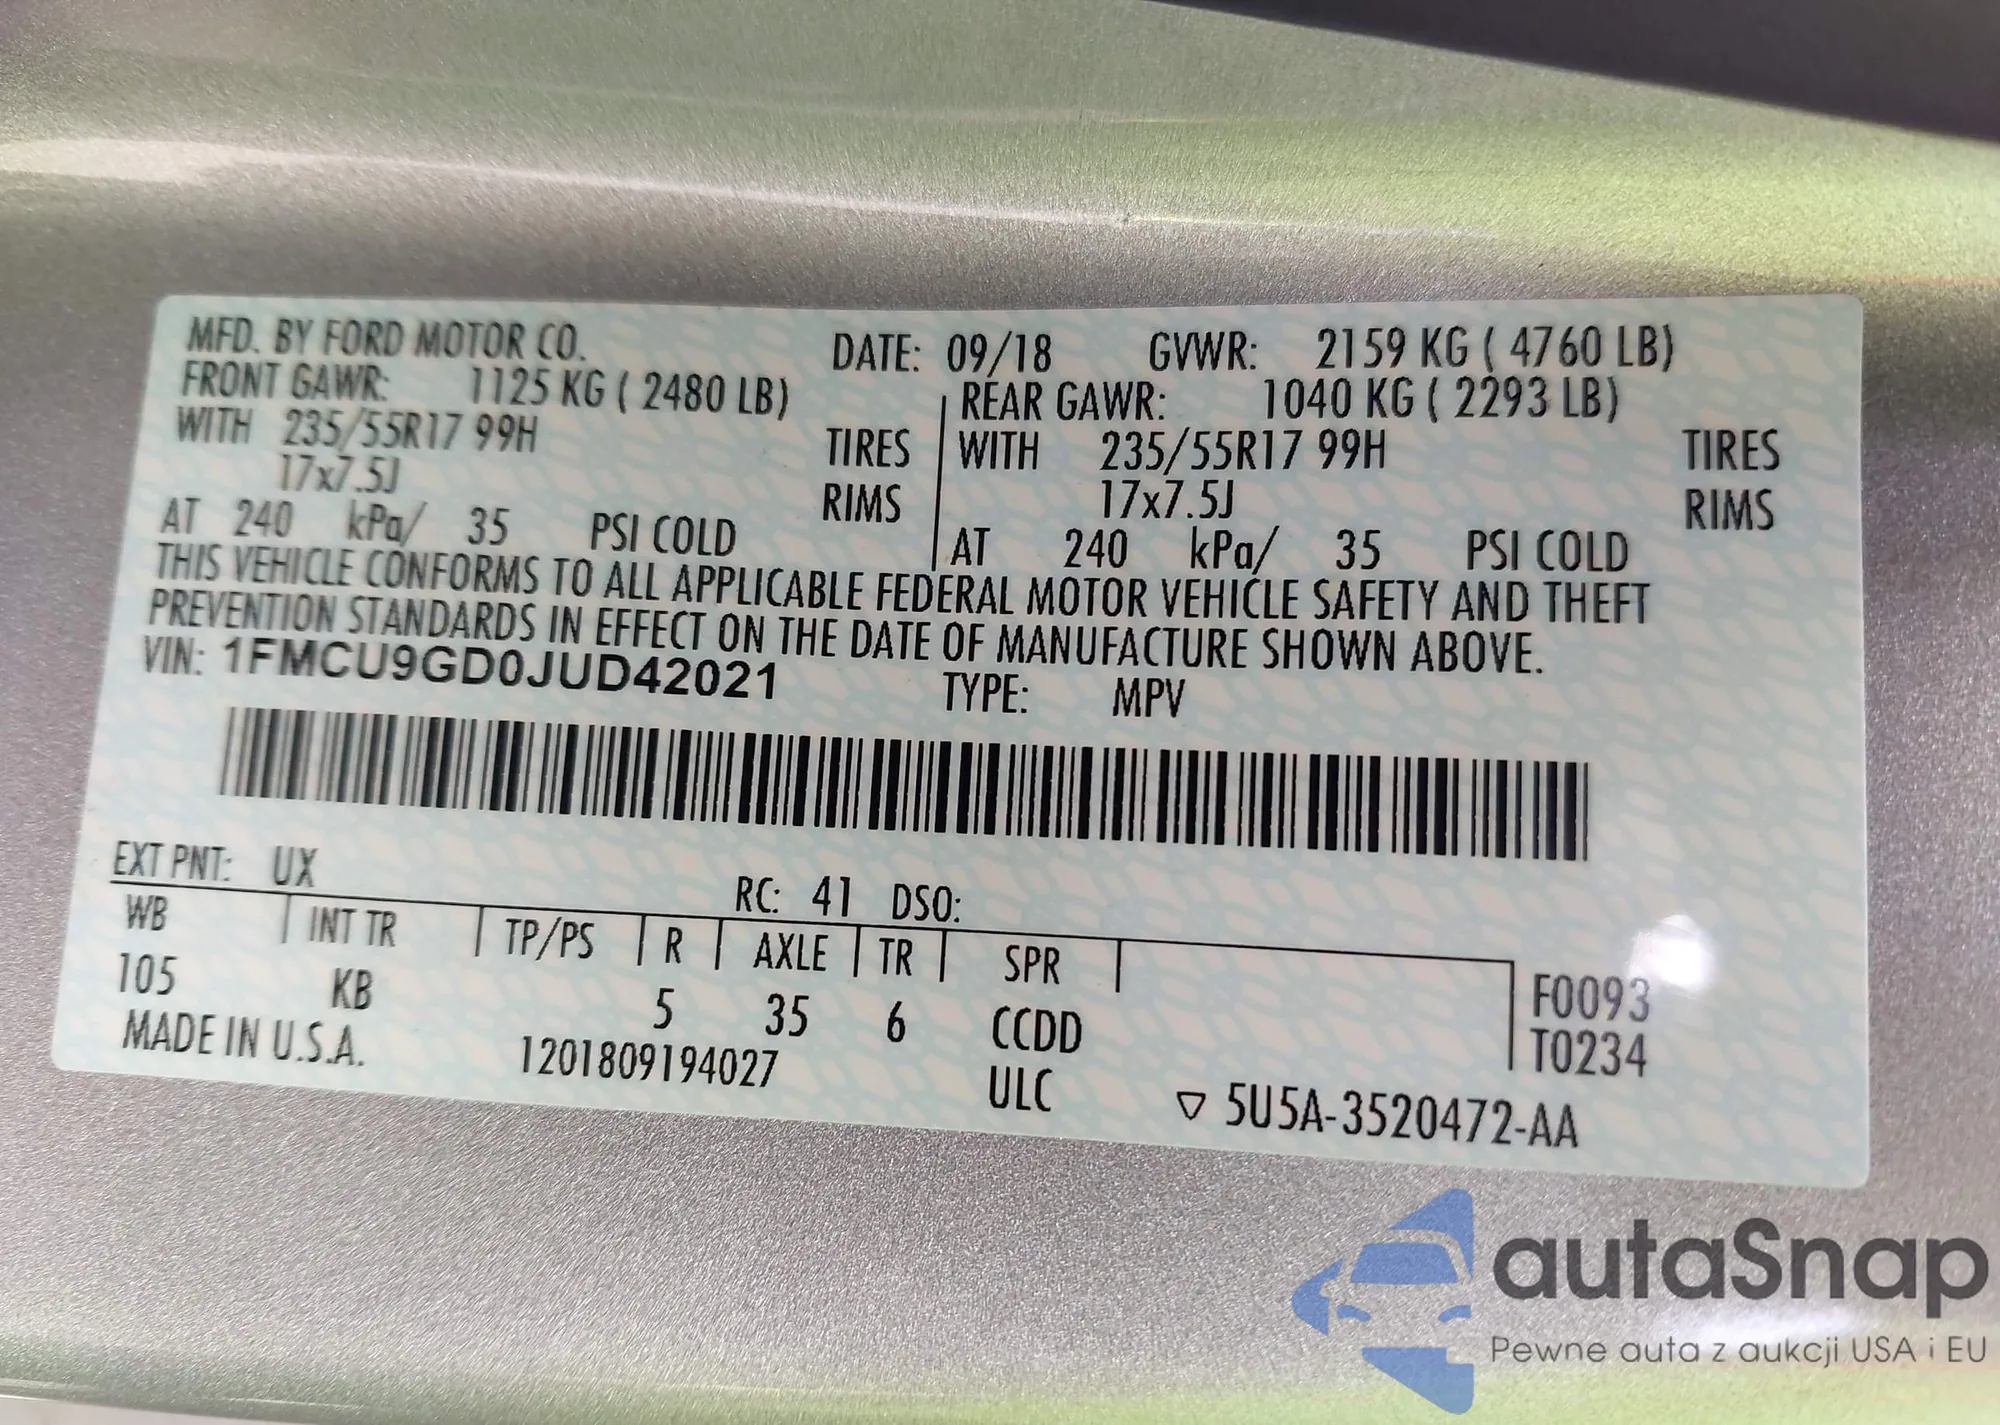 MFD. BY FORD MOTOR CO. DATE: 09/18 GVWR: 2159 KG ( 4760 LB)
FRONT GAWR: 1125 KG ( 2480 LB) REAR GAWR: 1040 KG ( 2293 LB)
WITH 235/55R17 99H TIRES WITH 235/55R17 99H TIRES
17x7.5J RIMS 17x7.5J RIMS
AT 240 kPa/ 35 PSI COLD AT 240 kPa/ 35 PSI COLD
THIS VEHICLE CONFORMS TO ALL APPLICABLE FEDERAL MOTOR VEHICLE SAFETY AND THEFT
PREVENTION STANDARDS IN EFFECT ON THE DATE OF MANUFACTURE SHOWN ABOVE.
VIN: 1FMCU9GD0JUD42021 TYPE: MPV
EXT PNT: UX RC: 41 DSO:
WB INT TR TP/PS R AXLE TR SPR
105 KB 5 35 6 CCDD F0093
MADE IN U.S.A. 1201809194027 ULC T0234
▽ 5U5A-3520472-AA
autaSnap
Pewne auta z aukcji USA i EU